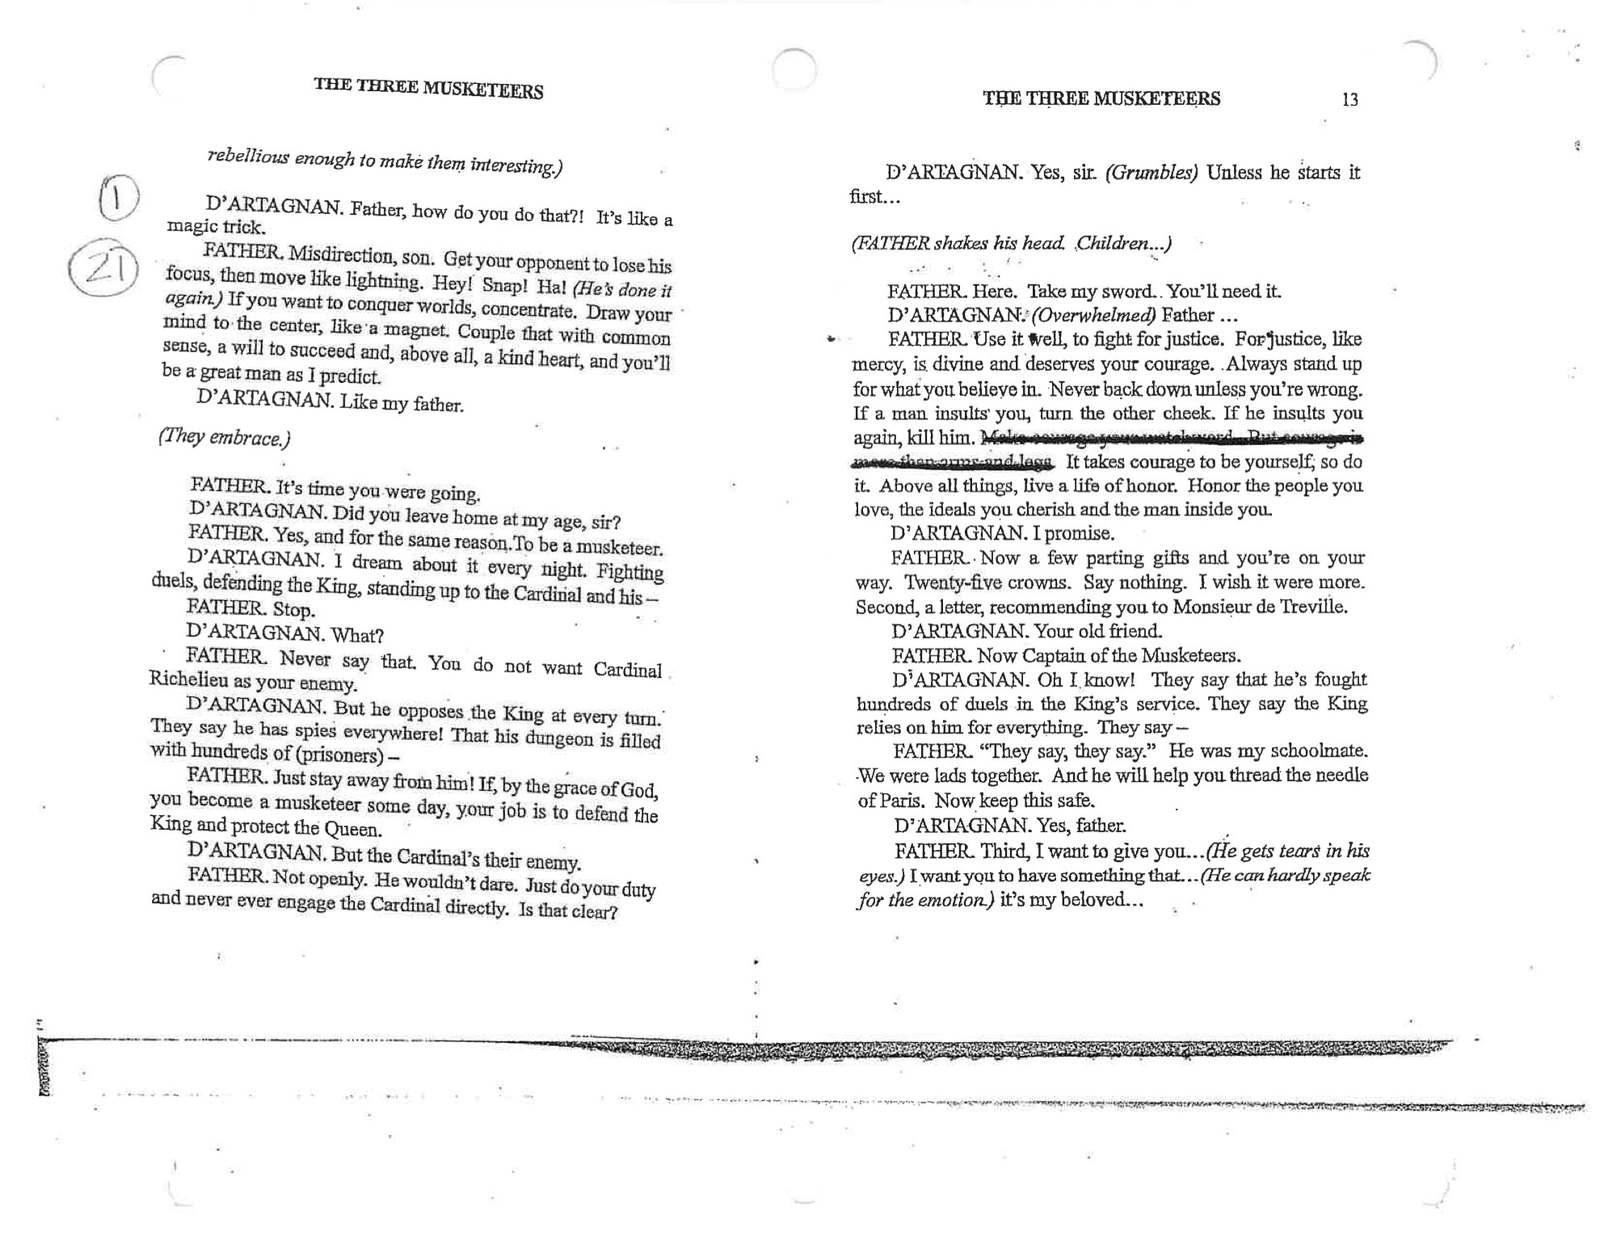 THE THREE MUSKETEERS
rebellious enough to make them interesting.)
1
D'ARTAGNAN. Father, how do you do that?! It's like a
magic trick.
21
FATHER. Misdirection, son. Get your opponent to lose his
focus, then move like lightning. Hey! Snap! Ha! (He's done it
again.) If you want to conquer worlds, concentrate. Draw your
mind to the center, like a magnet. Couple that with common
sense, a will to succeed and, above all, a kind heart, and you'll
be a great man as I predict.
D'ARTAGNAN. Like my father.
(They embrace.)
FATHER. It's time you were going.
D'ARTAGNAN. Did you leave home at my age, sir?
FATHER. Yes, and for the same reason.To be a musketeer.
D'ARTAGNAN. I dream about it every night. Fighting
duels, defending the King, standing up to the Cardinal and his –
FATHER. Stop.
D'ARTAGNAN. What?
FATHER. Never say that. You do not want Cardinal
Richelieu as your enemy.
D'ARTAGNAN. But he opposes the King at every turn.
They say he has spies everywhere! That his dungeon is filled
with hundreds of (prisoners) –
FATHER. Just stay away from him! If, by the grace of God,
you become a musketeer some day, your job is to defend the
King and protect the Queen.
D'ARTAGNAN. But the Cardinal's their enemy.
FATHER. Not openly. He wouldn't dare. Just do your duty
and never ever engage the Cardinal directly. Is that clear?
THE THREE MUSKETEERS 13
D'ARTAGNAN. Yes, sir. (Grumbles) Unless he starts it
first...
(FATHER shakes his head. Children...)
FATHER. Here. Take my sword. You'll need it.
D'ARTAGNAN. (Overwhelmed) Father ...
FATHER. Use it well, to fight for justice. For justice, like
mercy, is divine and deserves your courage. Always stand up
for what you believe in. Never back down unless you're wrong.
If a man insults you, turn the other cheek. If he insults you
again, kill him. Make courage your watchword. But courage is
more than arms and legs. It takes courage to be yourself, so do
it. Above all things, live a life of honor. Honor the people you
love, the ideals you cherish and the man inside you.
D'ARTAGNAN. I promise.
FATHER. Now a few parting gifts and you're on your
way. Twenty-five crowns. Say nothing. I wish it were more.
Second, a letter, recommending you to Monsieur de Treville.
D'ARTAGNAN. Your old friend.
FATHER. Now Captain of the Musketeers.
D'ARTAGNAN. Oh I know! They say that he's fought
hundreds of duels in the King's service. They say the King
relies on him for everything. They say –
FATHER. "They say, they say." He was my schoolmate.
We were lads together. And he will help you thread the needle
of Paris. Now keep this safe.
D'ARTAGNAN. Yes, father.
FATHER. Third, I want to give you...(He gets tears in his
eyes.) I want you to have something that...(He can hardly speak
for the emotion.) it's my beloved...